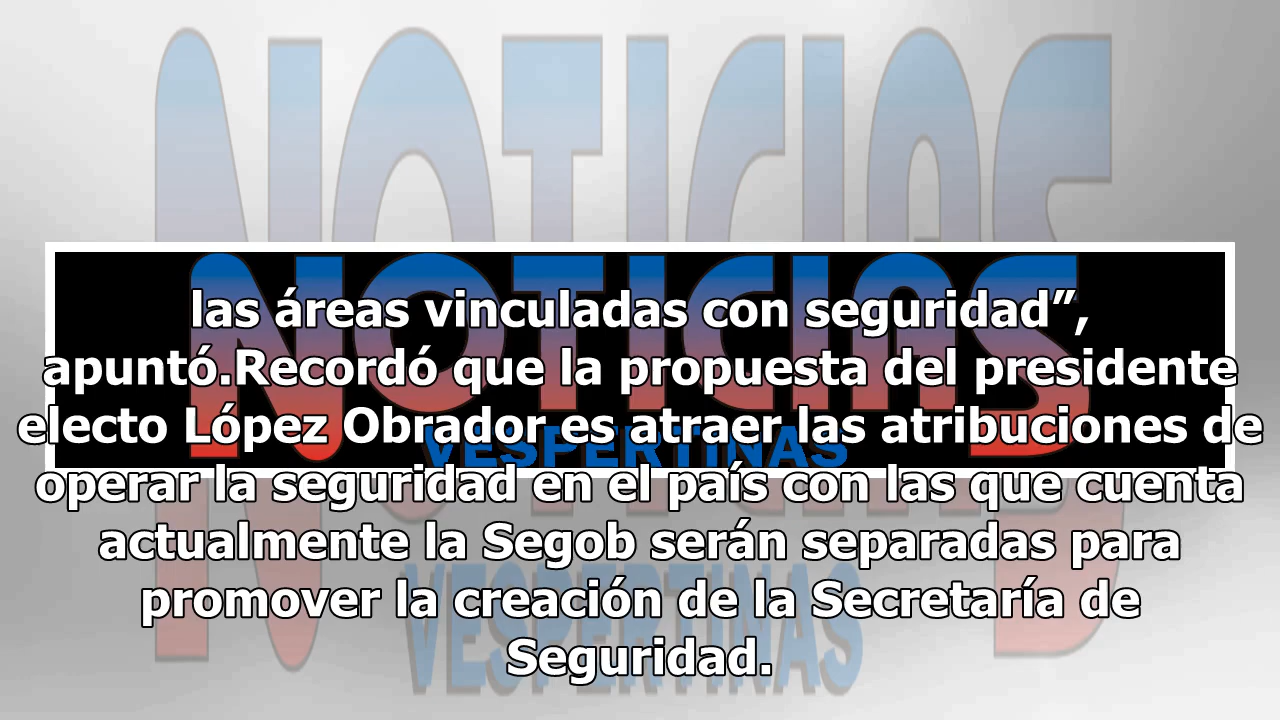 NOTICIAS
VESPERTINAS
NOTICIAS
VESPERTINAS
las áreas vinculadas con seguridad”,
apuntó.Recordó que la propuesta del presidente
electo López Obrador es atraer las atribuciones de
operar la seguridad en el país con las que cuenta
actualmente la Segob serán separadas para
promover la creación de la Secretaría de
Seguridad.